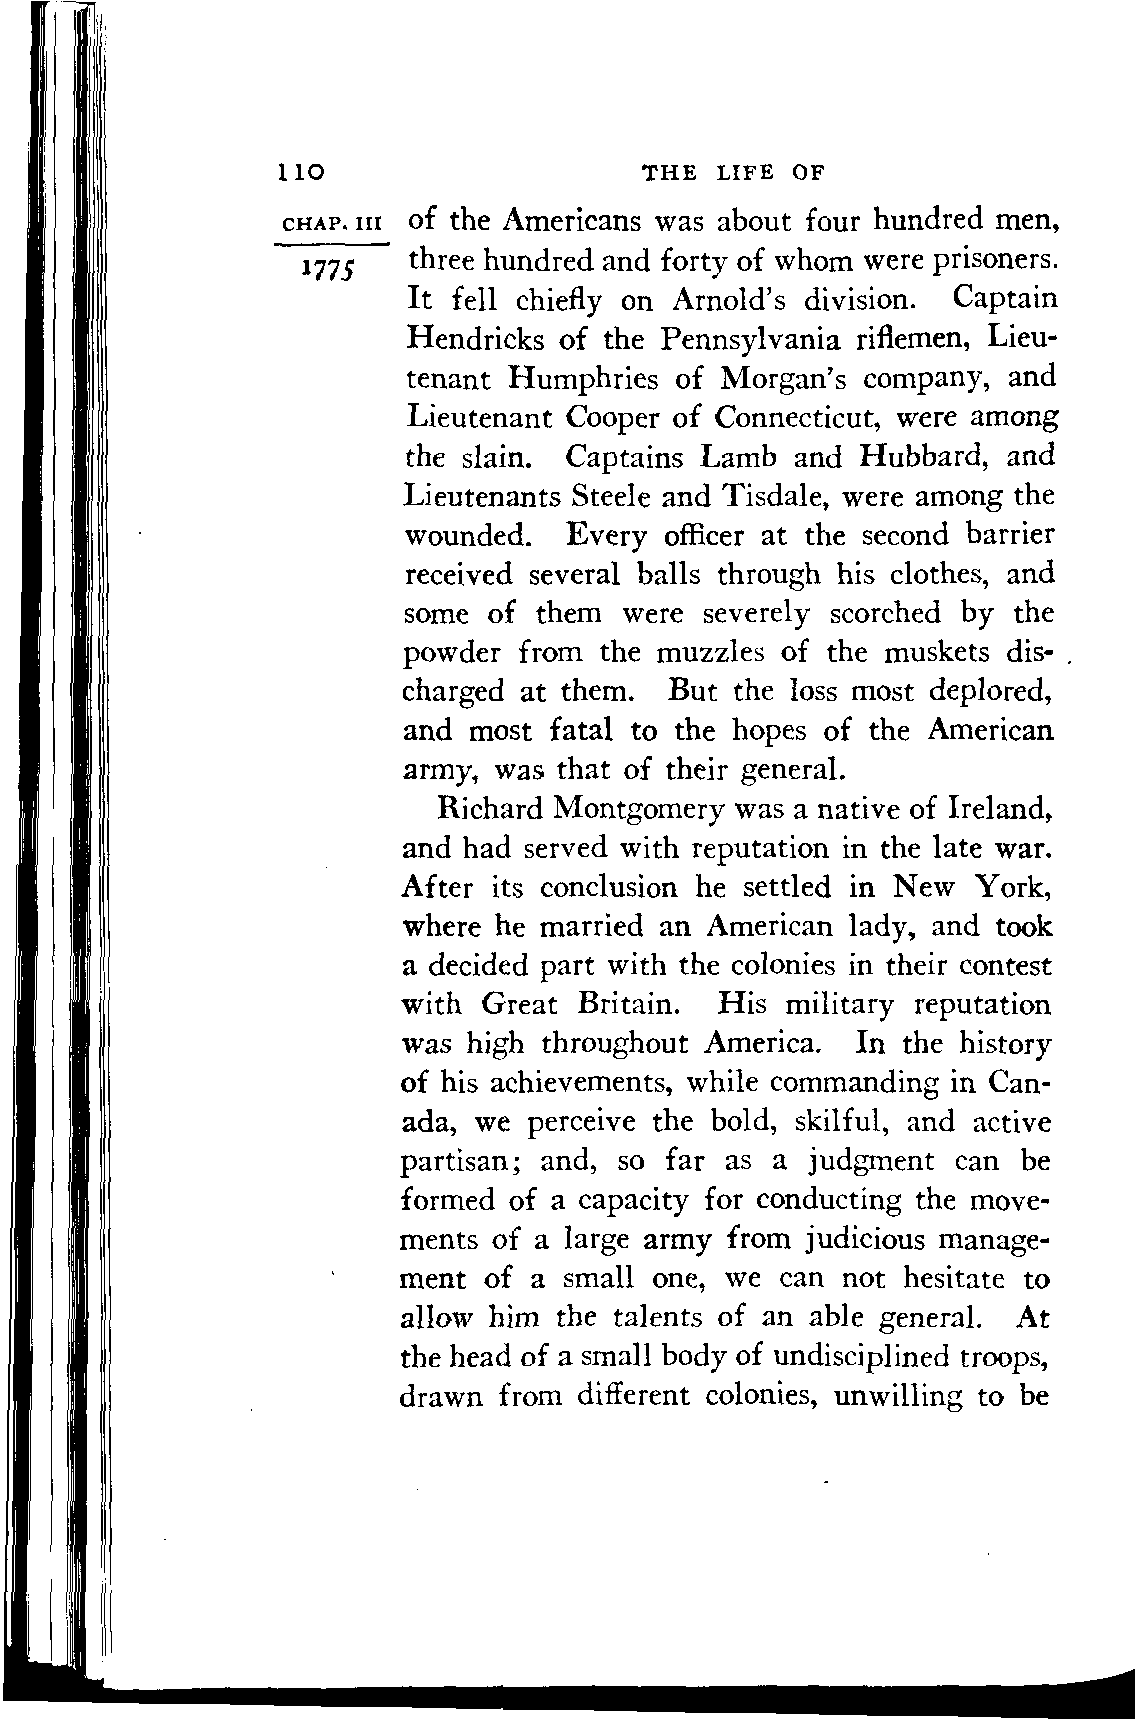 110 THE LIFE OF
CHAP. III of the Americans was about four hundred men,
1775 three hundred and forty of whom were prisoners.
It fell chiefly on Arnold's division. Captain
Hendricks of the Pennsylvania riflemen, Lieu-
tenant Humphries of Morgan's company, and
Lieutenant Cooper of Connecticut, were among
the slain. Captains Lamb and Hubbard, and
Lieutenants Steele and Tisdale, were among the
wounded. Every officer at the second barrier
received several balls through his clothes, and
some of them were severely scorched by the
powder from the muzzles of the muskets dis-
charged at them. But the loss most deplored,
and most fatal to the hopes of the American
army, was that of their general.
Richard Montgomery was a native of Ireland,
and had served with reputation in the late war.
After its conclusion he settled in New York,
where he married an American lady, and took
a decided part with the colonies in their contest
with Great Britain. His military reputation
was high throughout America. In the history
of his achievements, while commanding in Can-
ada, we perceive the bold, skilful, and active
partisan; and, so far as a judgment can be
formed of a capacity for conducting the move-
ments of a large army from judicious manage-
ment of a small one, we can not hesitate to
allow him the talents of an able general. At
the head of a small body of undisciplined troops,
drawn from different colonies, unwilling to be